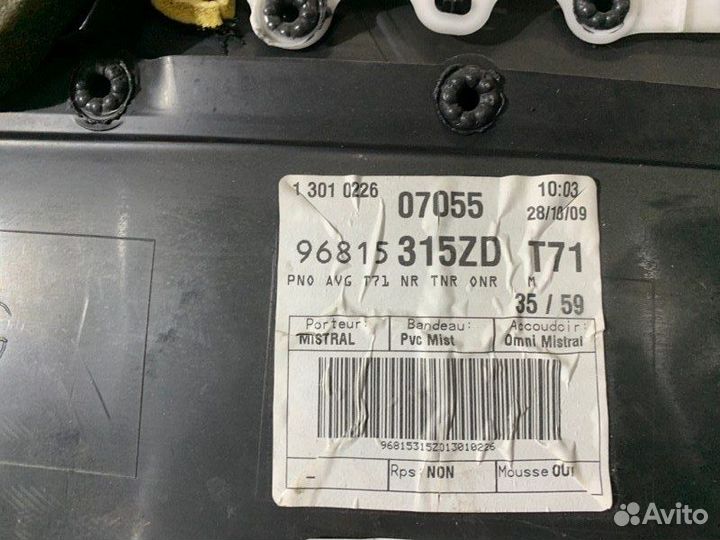 1 301 0226 07055 10:03
28/10/09
96815 315ZD T71
PNO AVG T71 NR TNR ONR M
35 / 59
Porteur: Bandeau: Accoudoir:
MISTRAL Pvc Mist Omni Mistral
96815315ZD13010226
- Rps: NON Mousse OUI
Avito